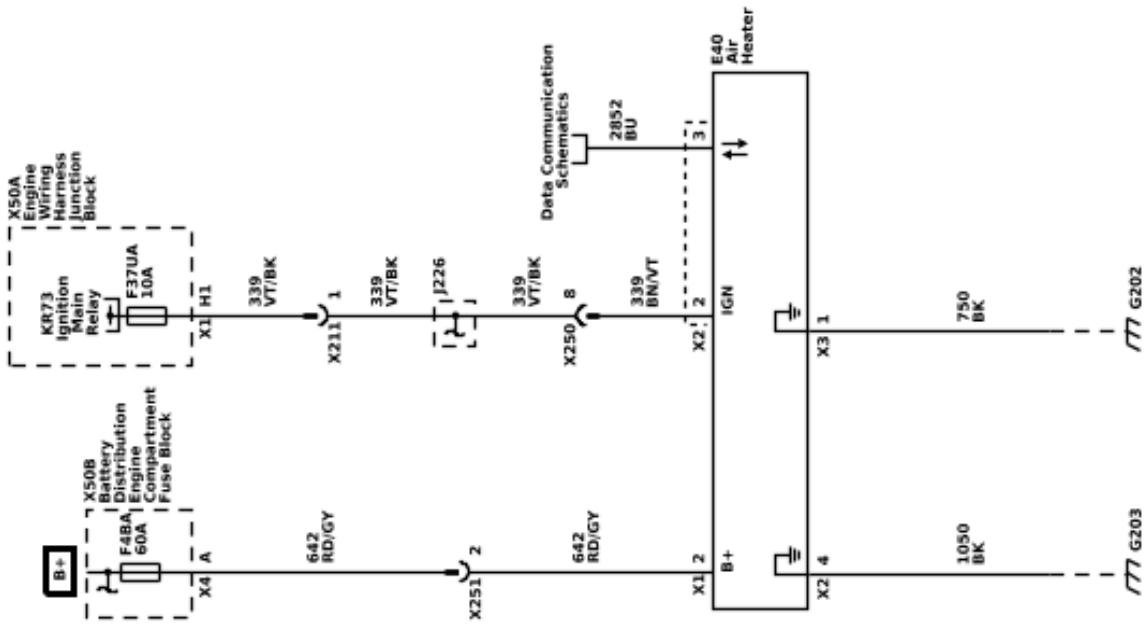 B+
X50B
Battery
Distribution
Engine
Compartment
Fuse Block
F4BA
60A
X4
A
642
RD/GY
X251
2
642
RD/GY
X1
2
B+
X50A
Engine
Wiring
Harness
Junction
Block
KR73
Ignition
Main
Relay
F37UA
10A
X1
H1
339
VT/BK
X211
1
339
VT/BK
J226
339
VT/BK
X250
8
339
BN/VT
X2
2
IGN
Data Communication
Schematics
2852
BU
3
E40
Air
Heater
X2
4
1050
BK
G203
X3
1
750
BK
G202